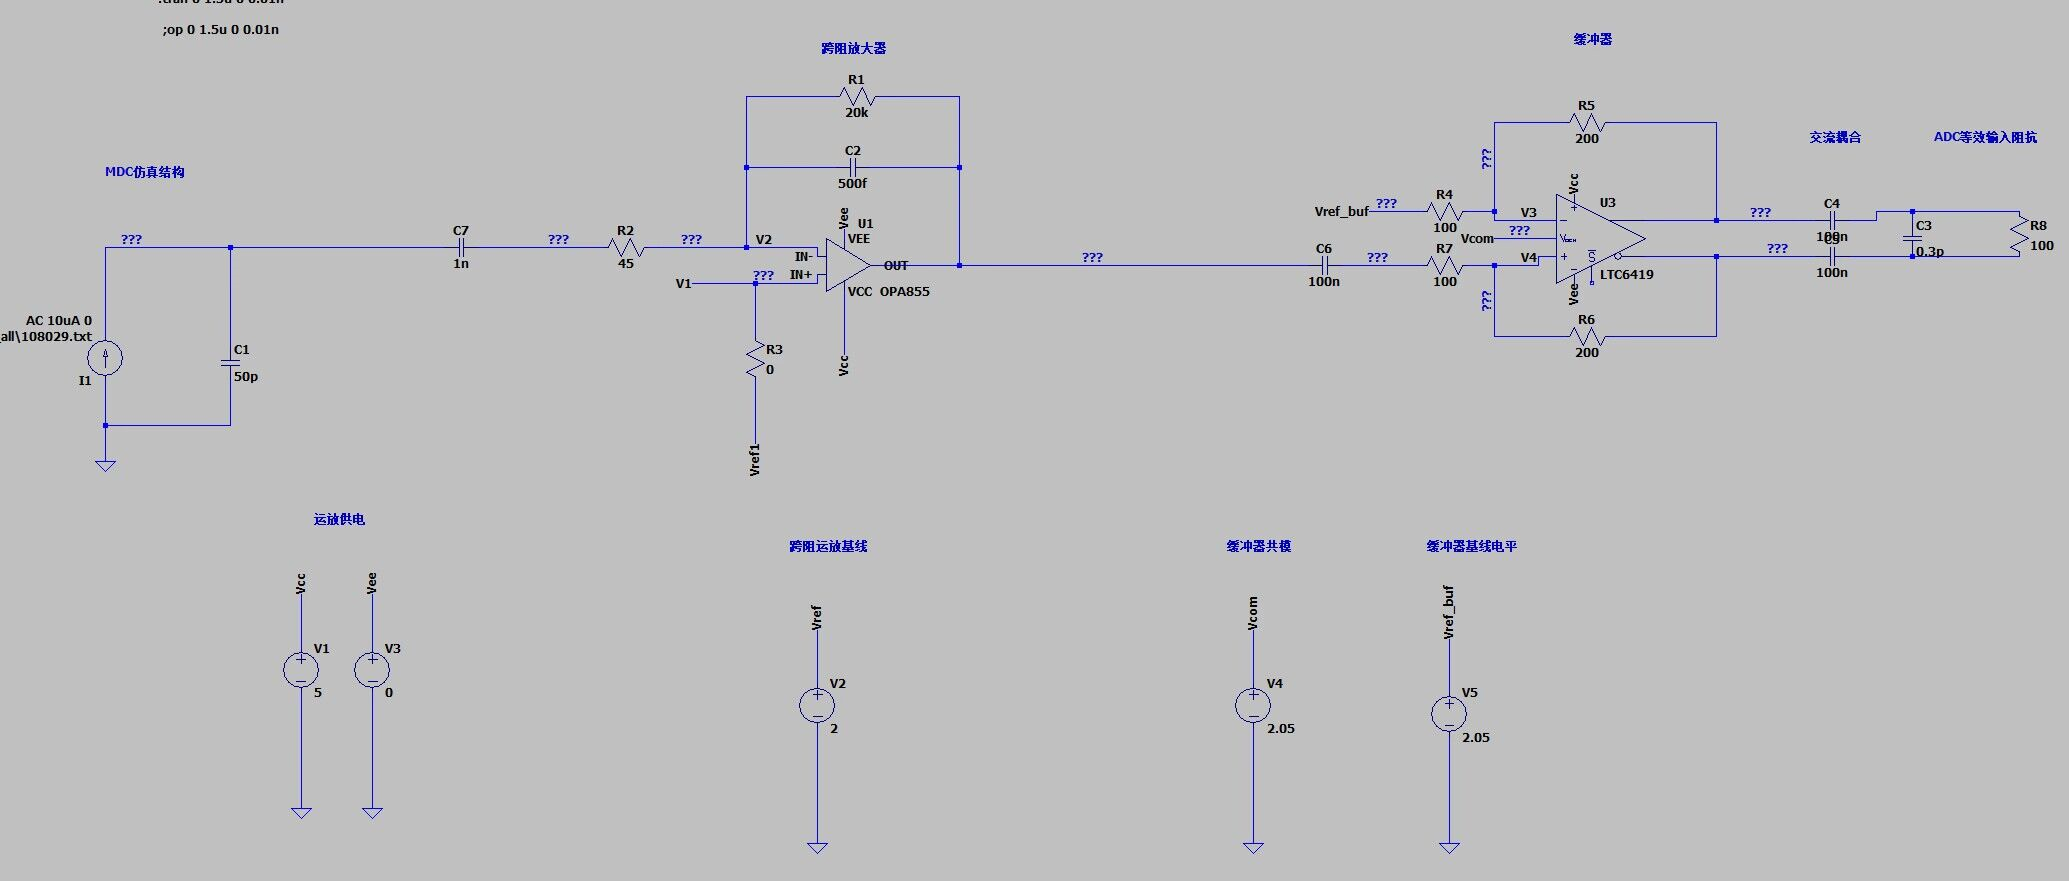 ;op 0 1.5u 0 0.01n
跨阻放大器
缓冲器
R1
20k
C2
500f
MDC仿真结构
???
C7
1n
???
R2
45
???
V2
Vee
U1
VEE
IN-
IN+
OUT
VCC OPA855
Vcc
V1
???
R3
0
Vref1
AC 10uA 0
all\108029.txt
I1
C1
50p
???
C6
100n
???
R7
100
Vref_buf
???
R4
100
???
R5
200
Vcc
U3
V3
Vcom
???
V4
LTC6419
Vee
???
R6
200
交流耦合
ADC等效输入阻抗
???
C4
100n
???
100n
C3
0.3p
R8
100
运放供电
跨阻运放基线
缓冲器共模
缓冲器基线电平
Vcc
V1
5
Vee
V3
0
Vref
V2
2
Vcom
V4
2.05
Vref_buf
V5
2.05